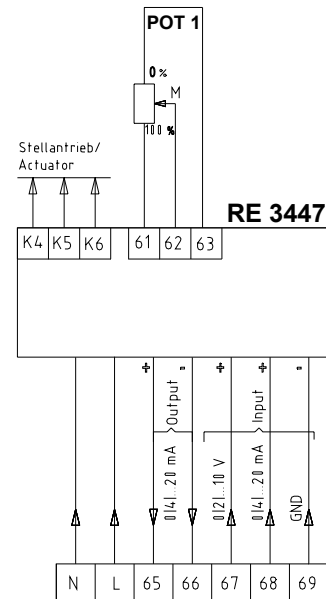 POT 1
0 %
M
100 %
Stellantrieb/
Actuator
RE 3447
K4 K5 K6 61 62 63
+ - + + -
Output
Input
0(4)...20 mA
0(2)...10 V
0(4)...20 mA
GND
N L 65 66 67 68 69